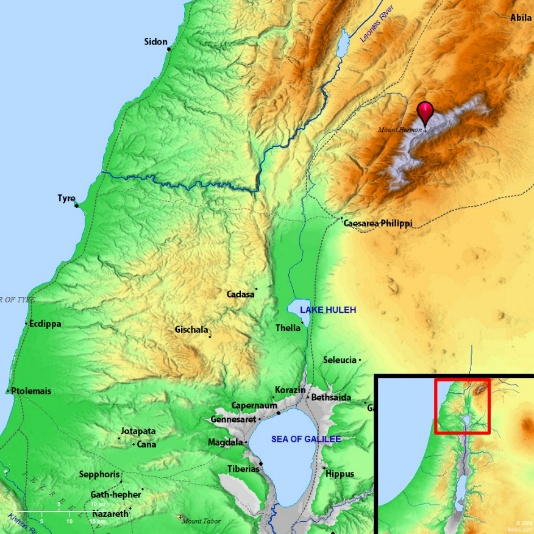 Abila
Leontes River
Sidon
Mount Hermon
Tyre
Caesarea Philippi
Cadasa
LAKE HULEH
Ecdippa
Gischala
Thella
Seleucia
Ptolemais
Korazin
Bethsaida
Capernaum
Gennesaret
Jotapata
Cana
Magdala
SEA OF GALILEE
Tiberias
Hippus
Sepphoris
Gath-hepher
Nazareth
Mount Tabor